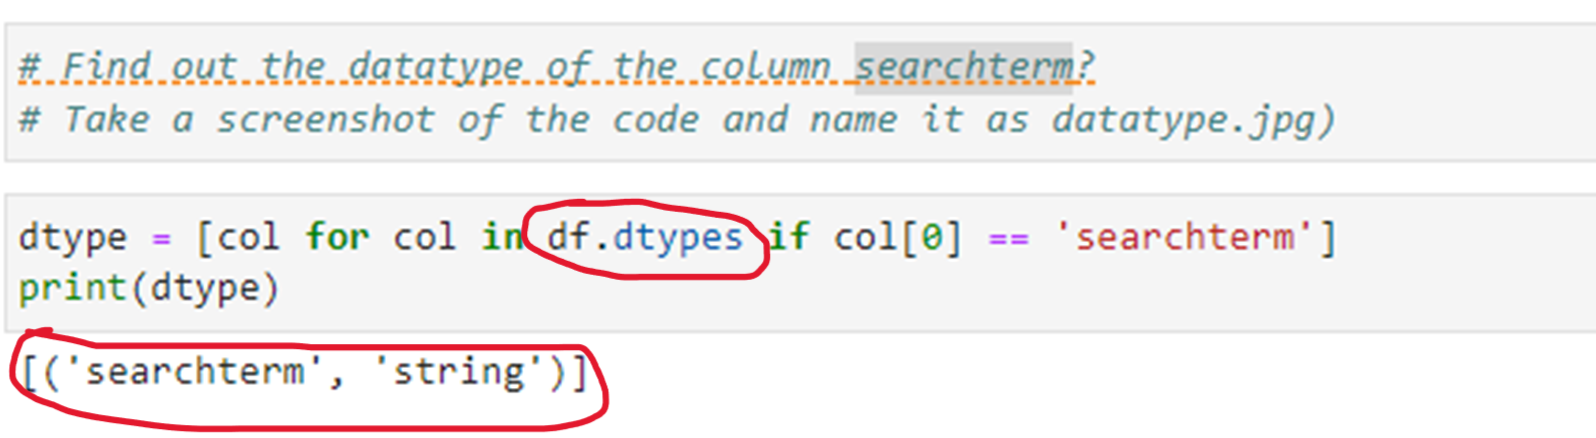 # Find out the datatype of the column searchterm?
# Take a screenshot of the code and name it as datatype.jpg)
dtype = [col for col in df.dtypes if col[0] == 'searchterm']
print(dtype)
[('searchterm', 'string')]